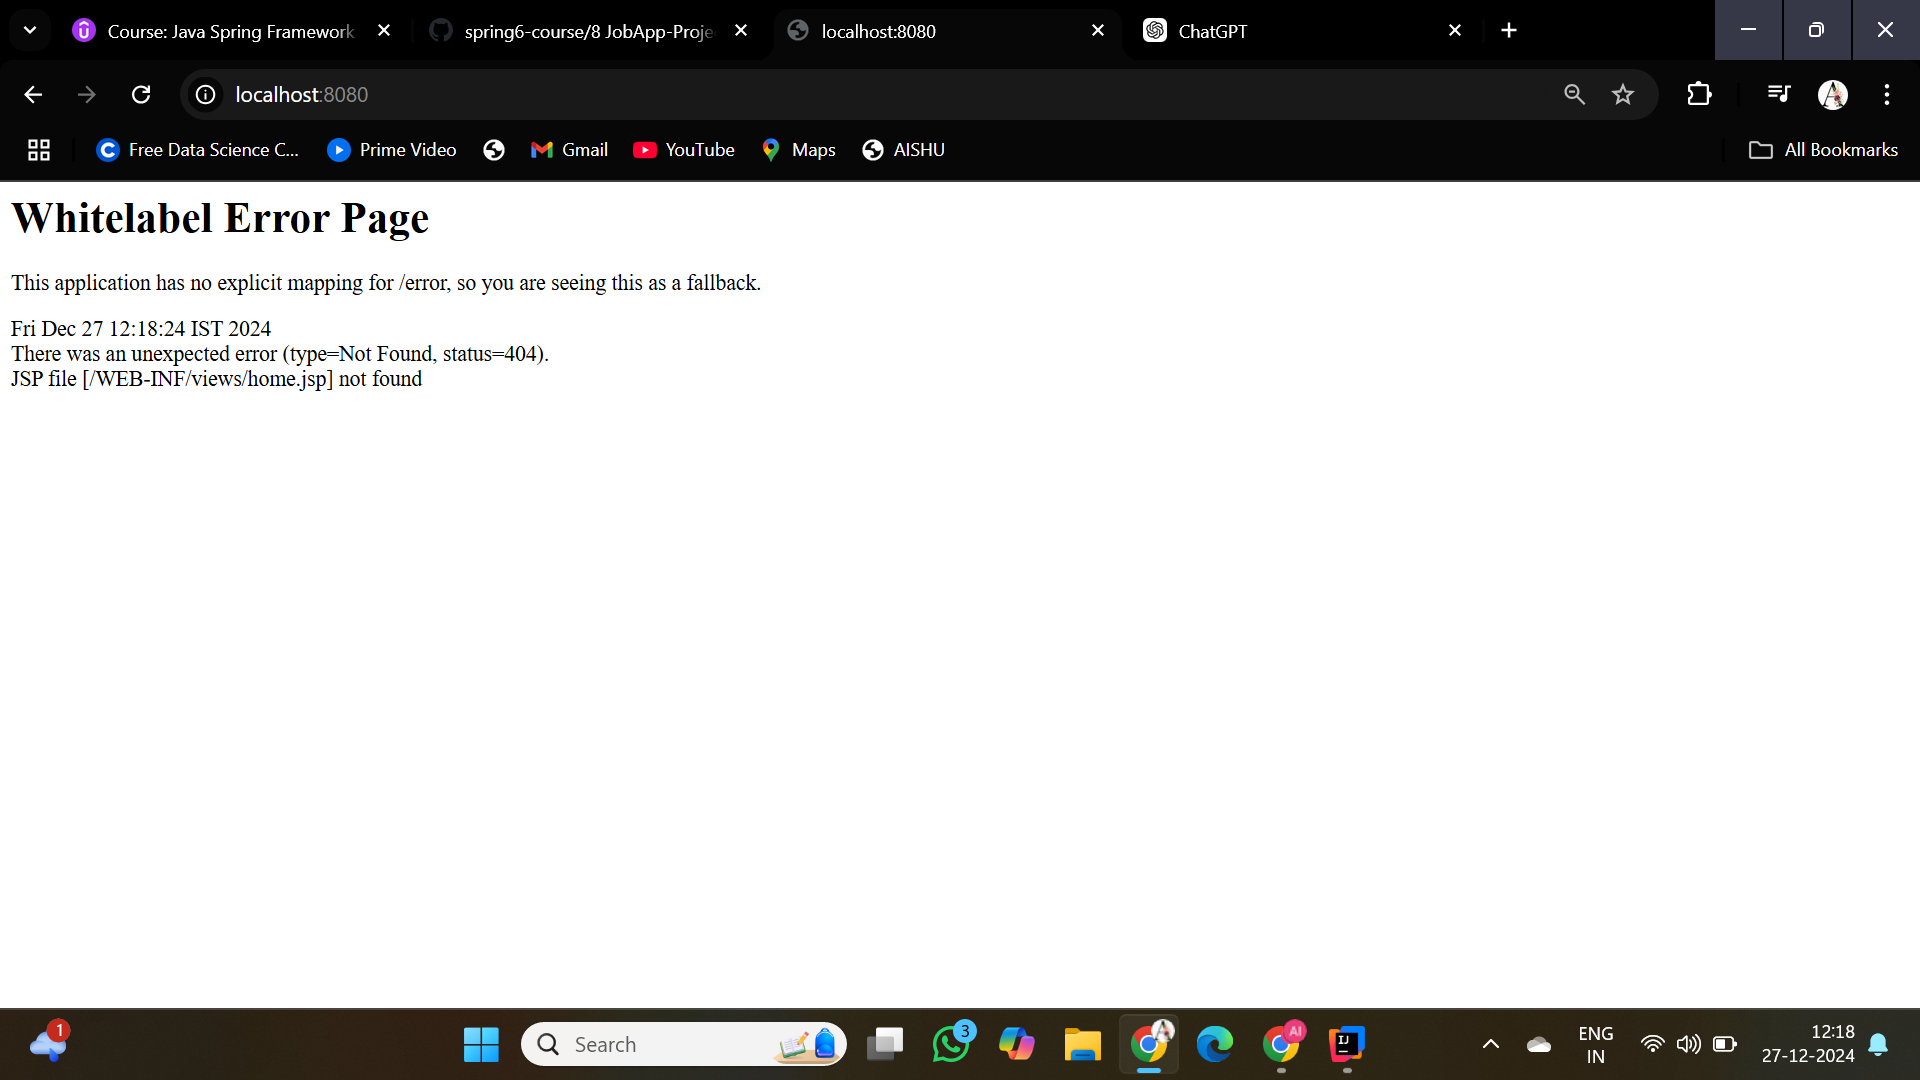 Course: Java Spring Framework
spring6-course/8 JobApp-Proje
localhost:8080
ChatGPT
localhost:8080
Free Data Science C...
Prime Video
Gmail
YouTube
Maps
AISHU
All Bookmarks
Whitelabel Error Page
This application has no explicit mapping for /error, so you are seeing this as a fallback.
Fri Dec 27 12:18:24 IST 2024
There was an unexpected error (type=Not Found, status=404).
JSP file [/WEB-INF/views/home.jsp] not found
1
Search
3
AI
IJ
ENG
IN
12:18
27-12-2024